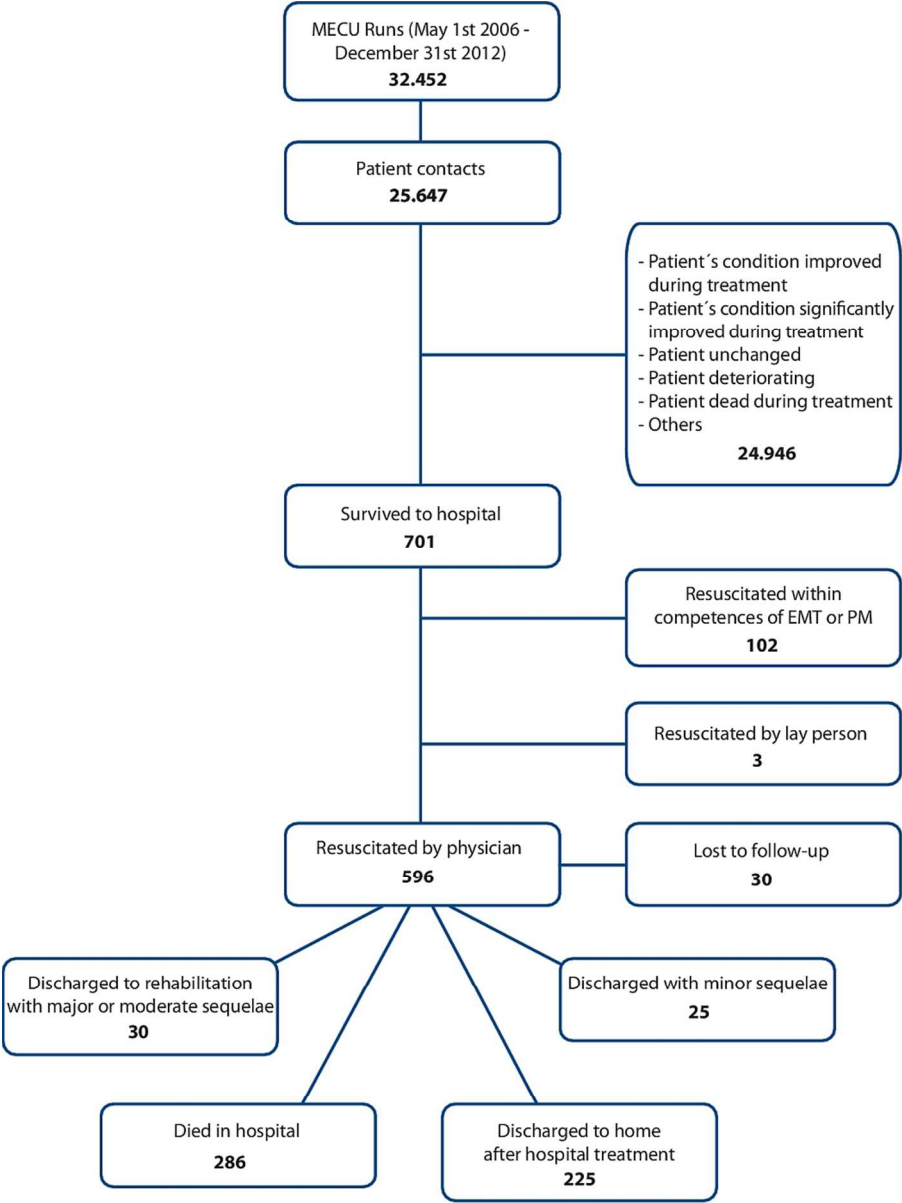 MECU Runs (May 1st 2006 -
December 31st 2012)
32.452
Patient contacts
25.647
- Patient´s condition improved
during treatment
- Patient´s condition significantly
improved during treatment
- Patient unchanged
- Patient deteriorating
- Patient dead during treatment
- Others
24.946
Survived to hospital
701
Resuscitated within
competences of EMT or PM
102
Resuscitated by lay person
3
Resuscitated by physician
596
Lost to follow-up
30
Discharged to rehabilitation
with major or moderate sequelae
30
Discharged with minor sequelae
25
Died in hospital
286
Discharged to home
after hospital treatment
225